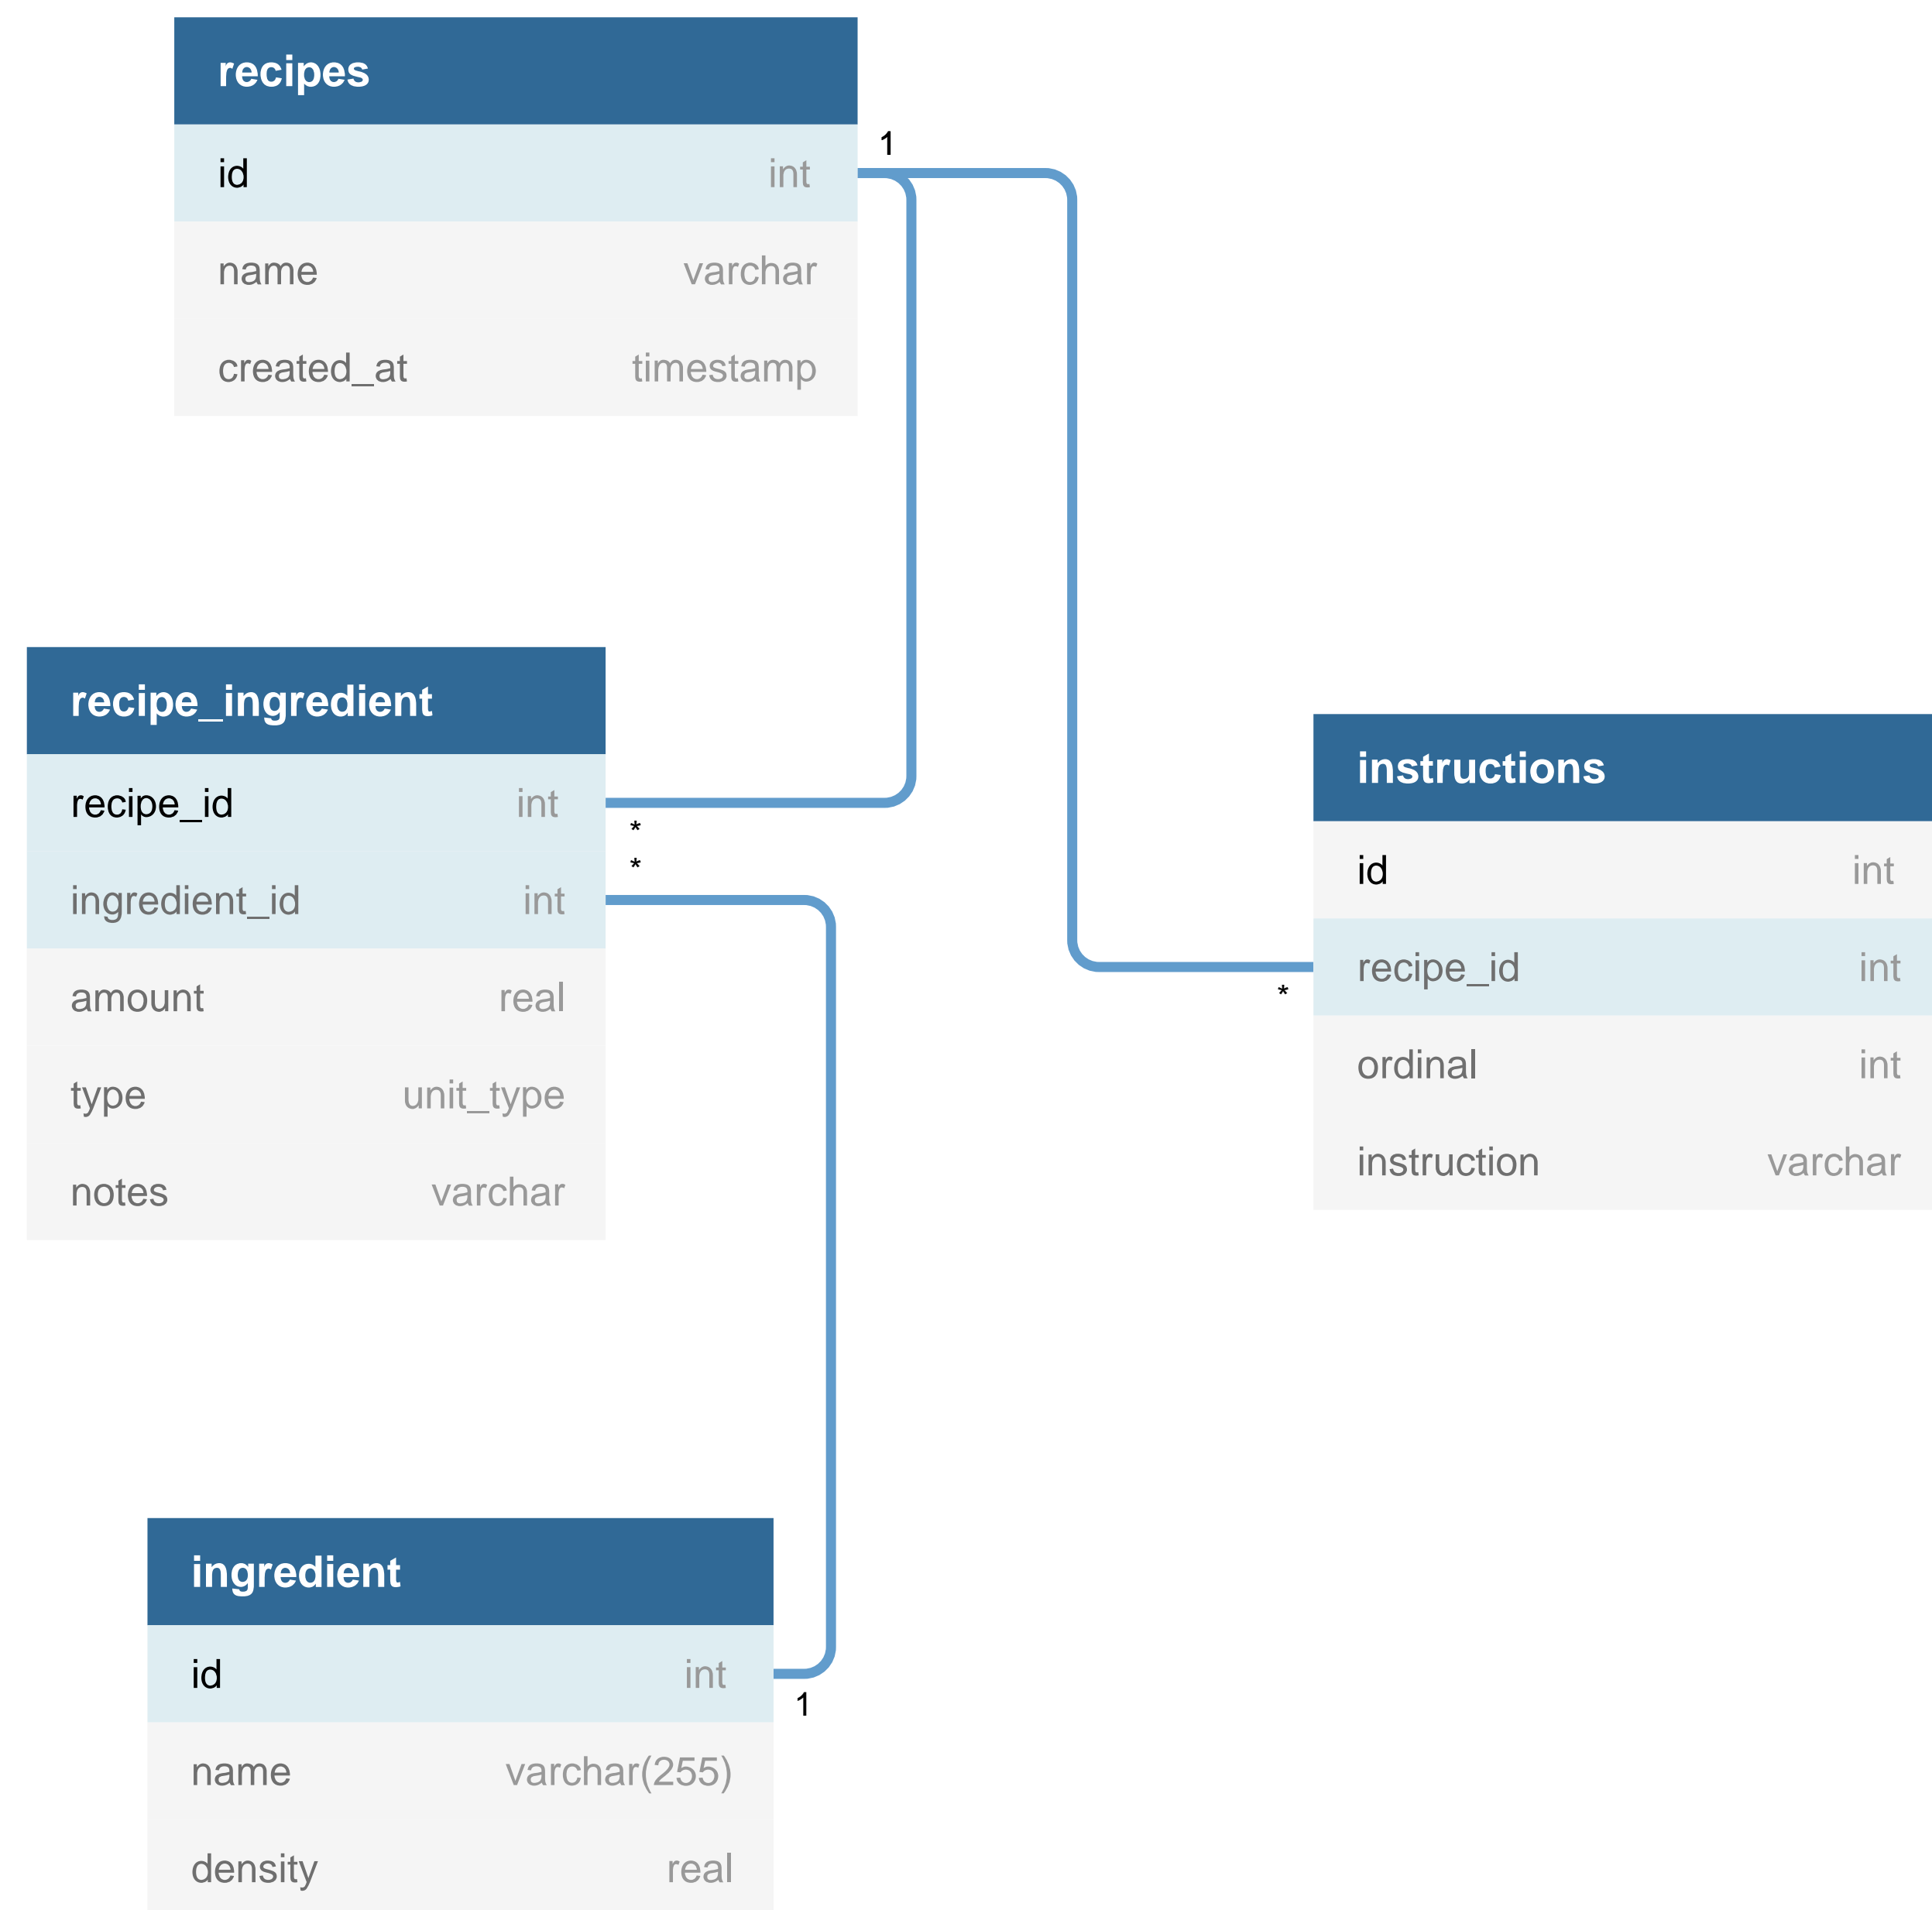 recipes
1
id int
name varchar
created_at timestamp
recipe_ingredient
recipe_id int
*
*
ingredient_id int
amount real
type unit_type
notes varchar
instructions
id int
recipe_id int
*
ordinal int
instruction varchar
ingredient
id int
1
name varchar(255)
density real